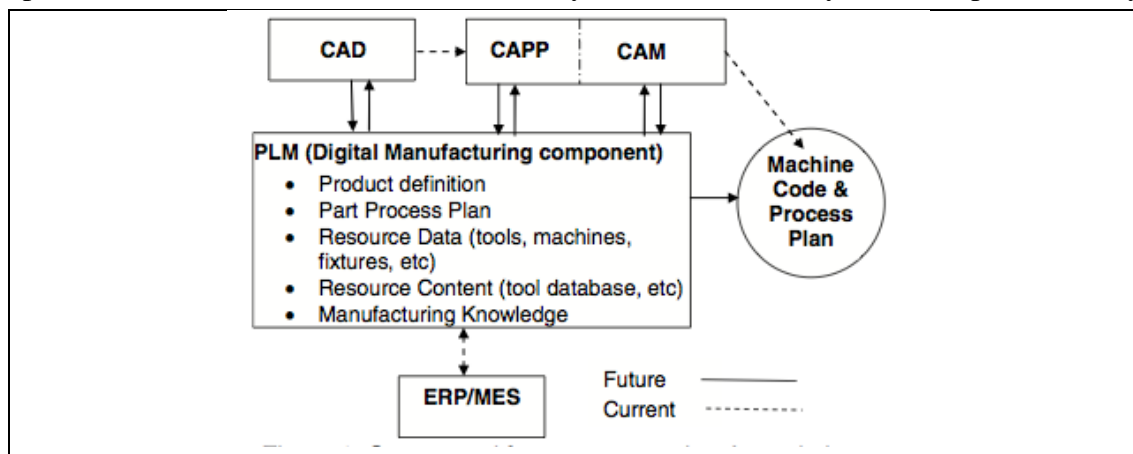 CAD
CAPP
CAM
PLM (Digital Manufacturing component)
• Product definition
• Part Process Plan
• Resource Data (tools, machines,
fixtures, etc)
• Resource Content (tool database, etc)
• Manufacturing Knowledge
Machine
Code &
Process
Plan
ERP/MES
Future
Current